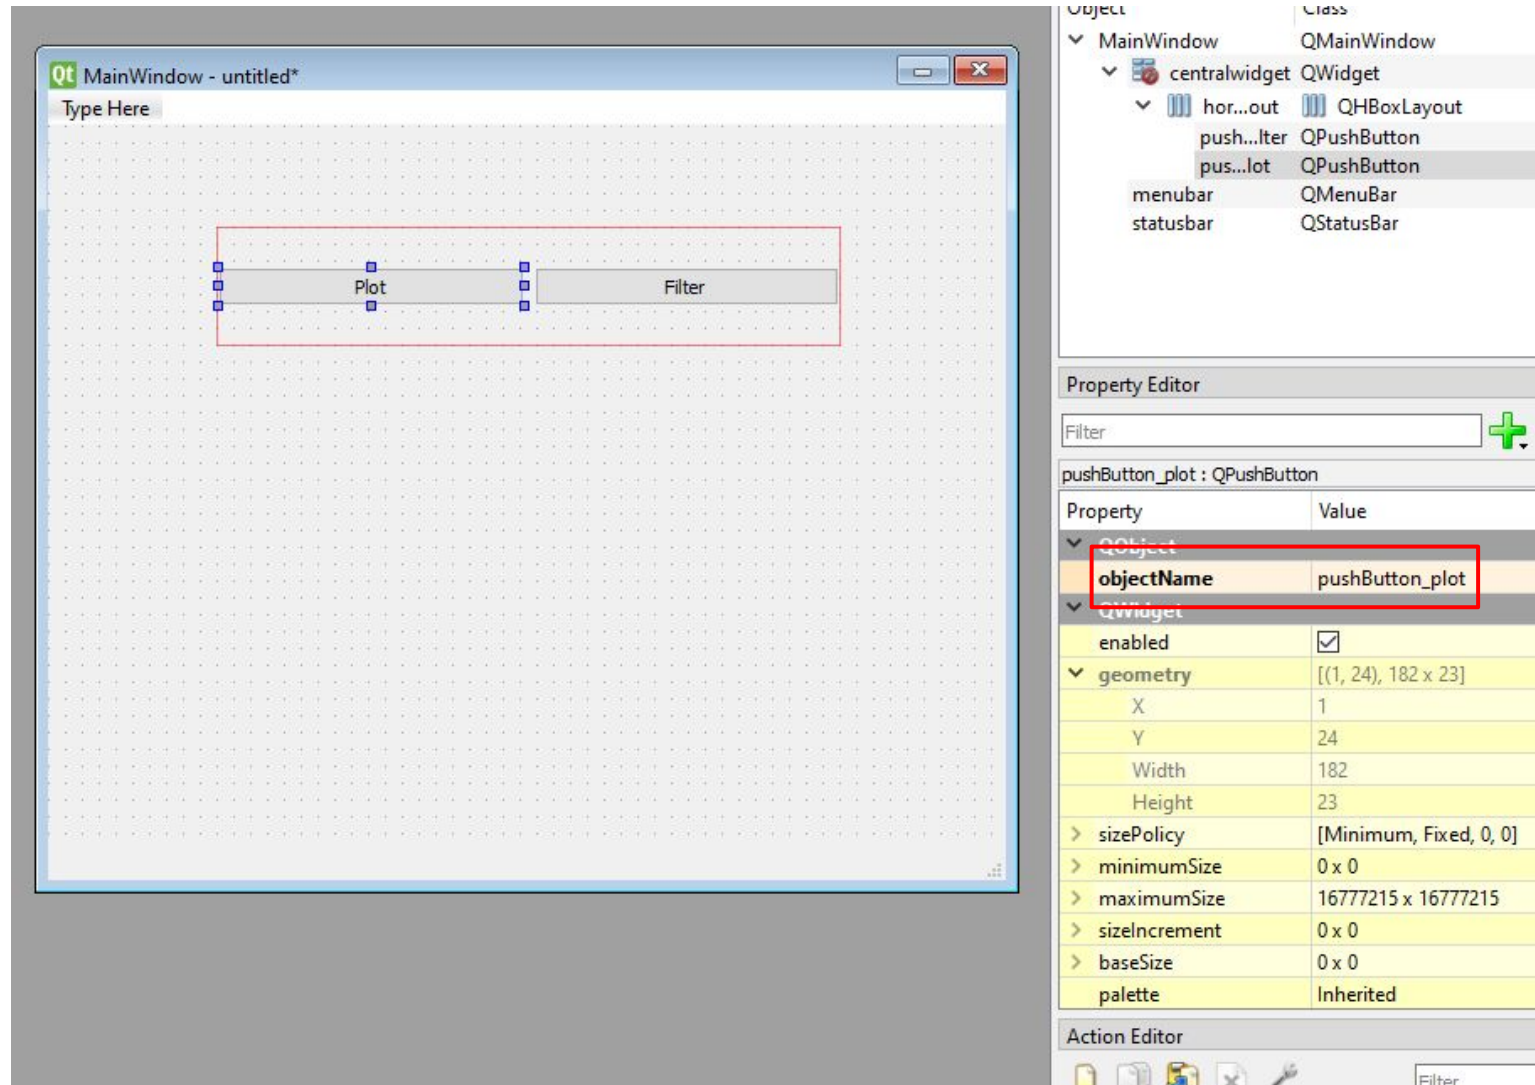 MainWindow - untitled*
Type Here
Plot
Filter
Object Class
MainWindow QMainWindow
centralwidget QWidget
hor...out QHBoxLayout
push...lter QPushButton
pus...lot QPushButton
menubar QMenuBar
statusbar QStatusBar
Property Editor
Filter
pushButton_plot : QPushButton
Property Value
QObject
objectName pushButton_plot
QWidget
enabled
geometry [(1, 24), 182 x 23]
X 1
Y 24
Width 182
Height 23
sizePolicy [Minimum, Fixed, 0, 0]
minimumSize 0 x 0
maximumSize 16777215 x 16777215
sizeIncrement 0 x 0
baseSize 0 x 0
palette Inherited
Action Editor
Filter